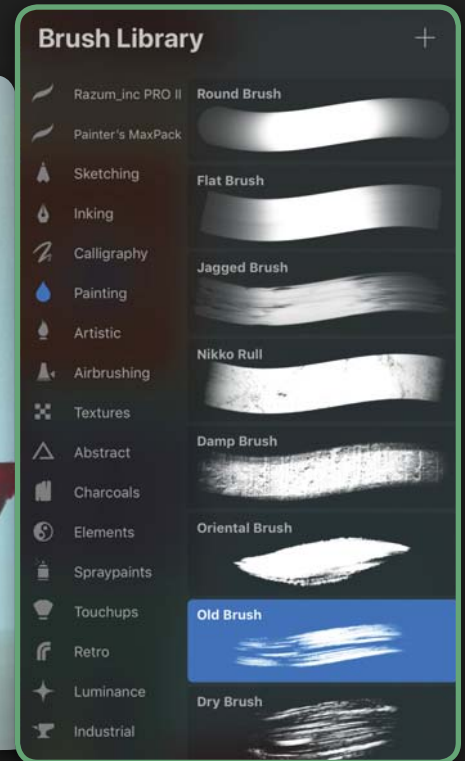 Brush Library
Razum_inc PRO II
Painter's MaxPack
Sketching
Inking
Calligraphy
Painting
Artistic
Airbrushing
Textures
Abstract
Charcoals
Elements
Spraypaints
Touchups
Retro
Luminance
Industrial
Round Brush
Flat Brush
Jagged Brush
Nikko Rull
Damp Brush
Oriental Brush
Old Brush
Dry Brush